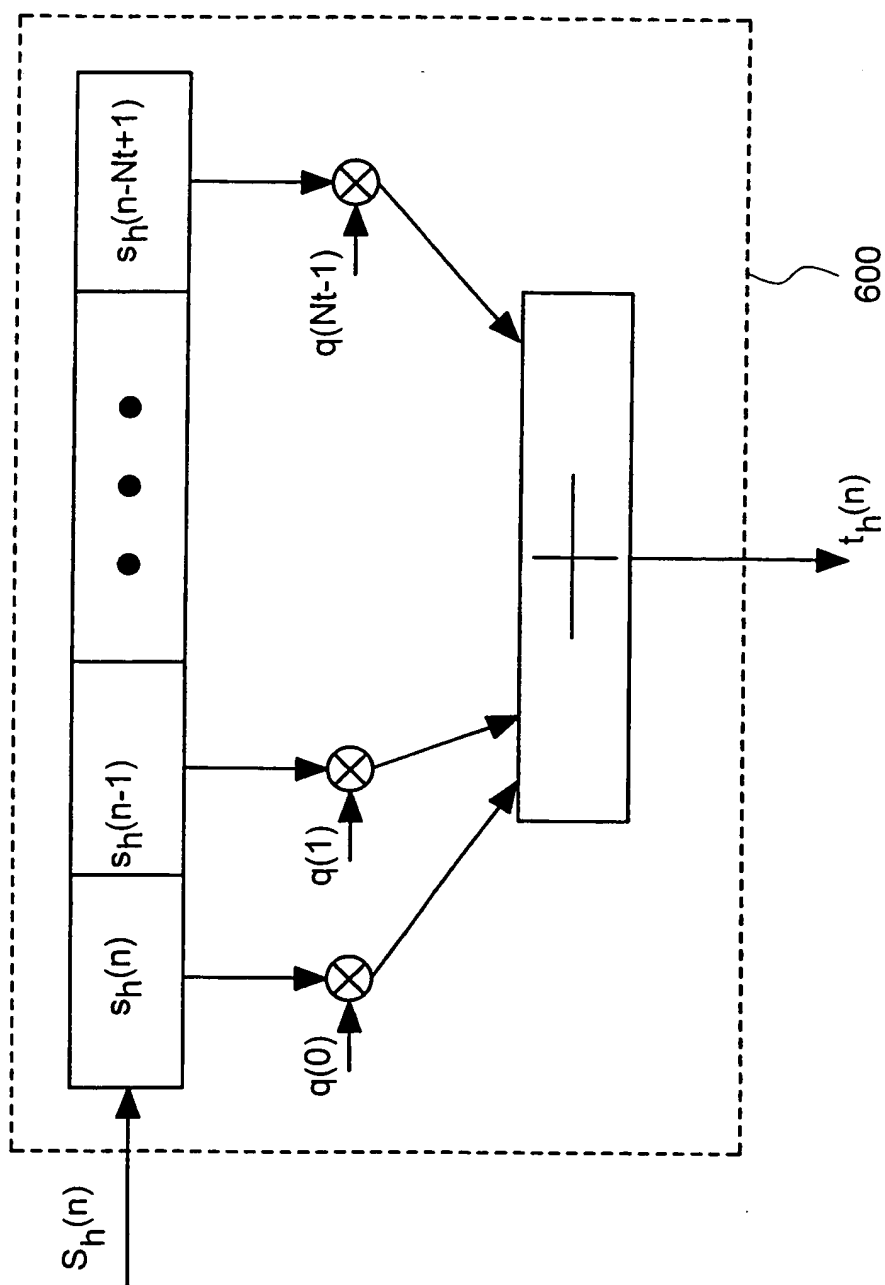 S_h(n)
s_h(n)
s_h(n-1)
s_h(n-Nt+1)
q(0)
q(1)
q(Nt-1)
t_h(n)
600